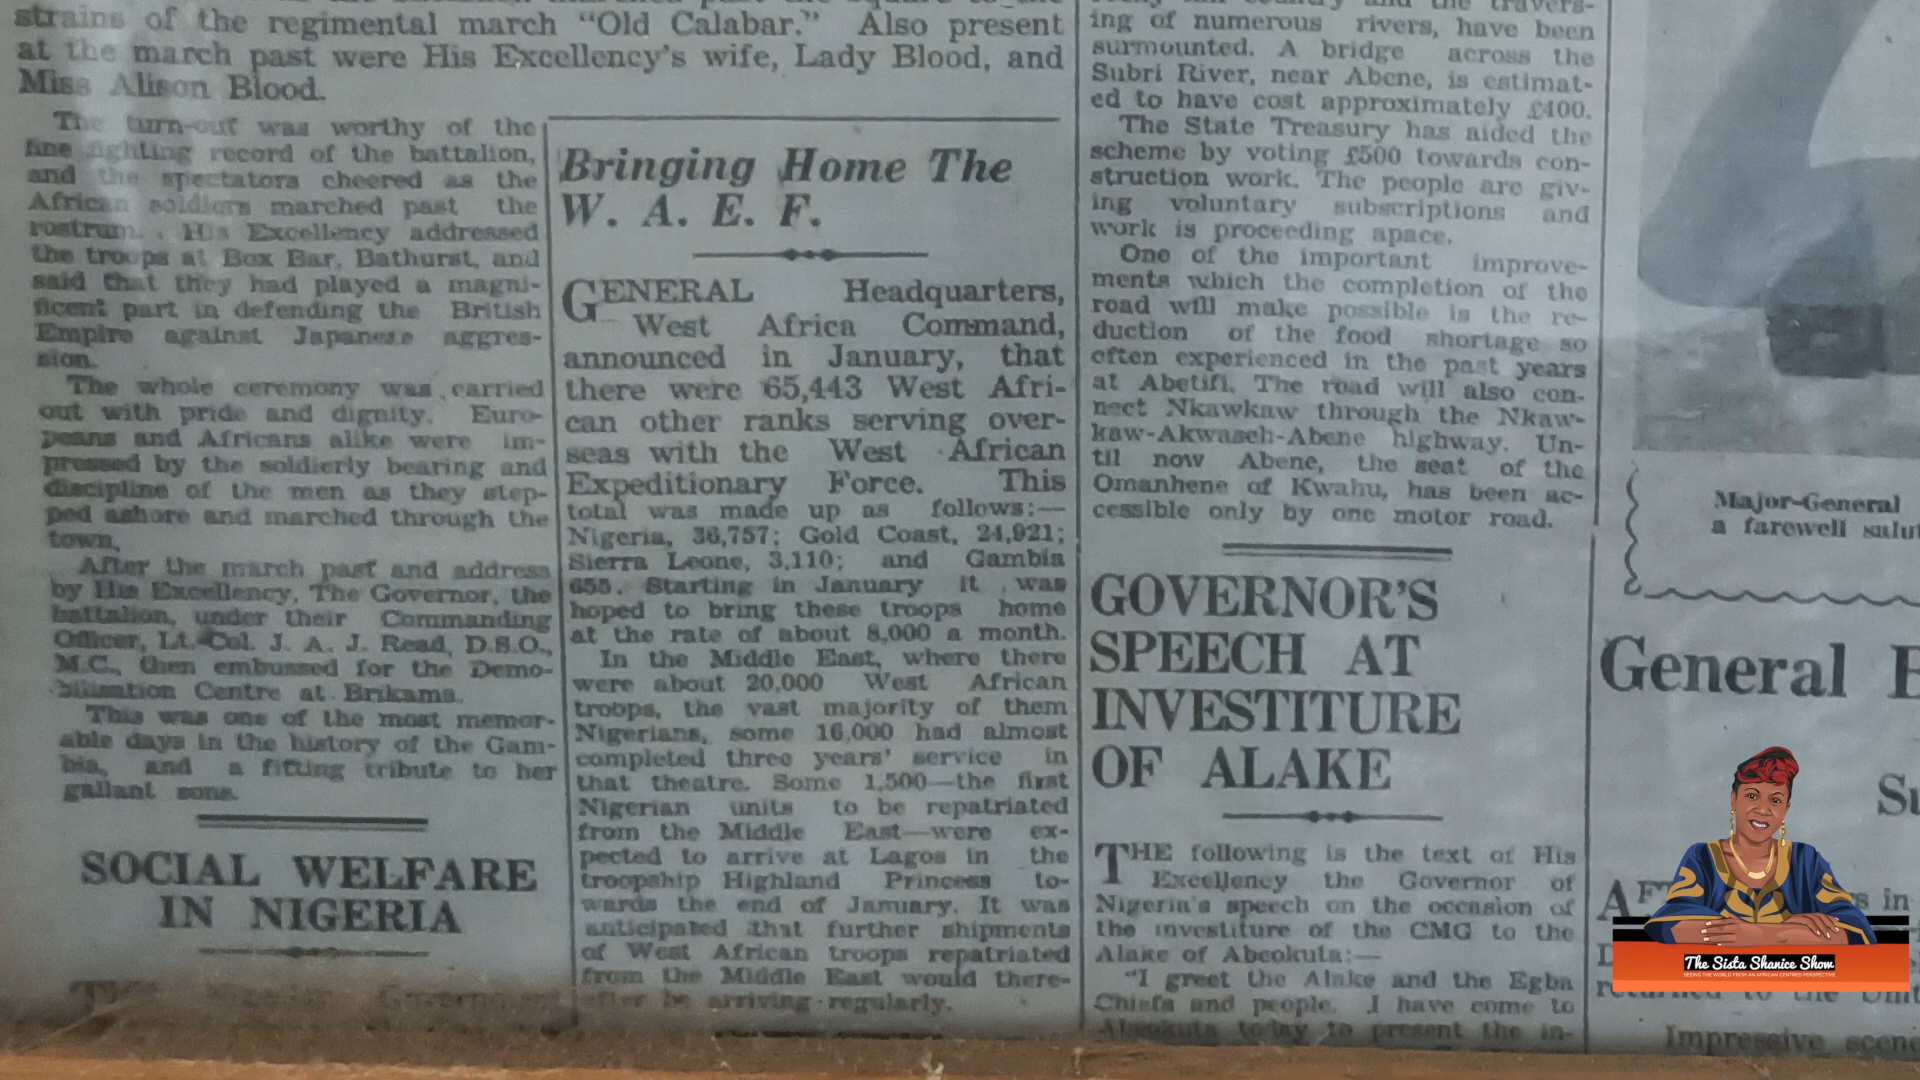 strains of the regimental march "Old Calabar." Also present
at the march past were His Excellency's wife, Lady Blood, and
Miss Alison Blood.
The turn-out was worthy of the
fine fighting record of the battalion,
and the spectators cheered as the
African soldiers marched past the
rostrum. His Excellency addressed
the troops at Box Bar, Bathurst, and
said that they had played a magni-
ficent part in defending the British
Empire against Japanese aggres-
sion.
The whole ceremony was carried
out with pride and dignity. Euro-
peans and Africans alike were im-
pressed by the soldierly bearing and
discipline of the men as they step-
ped ashore and marched through the
town.
After the march past and address
by His Excellency, The Governor, the
battalion, under their Commanding
Officer, Lt.-Col. J. A. J. Read, D.S.O.,
M.C., then embussed for the Demo-
bilisation Centre at Brikama.
This was one of the most memor-
able days in the history of the Gam-
bia, and a fitting tribute to her
gallant sons.
SOCIAL WELFARE
IN NIGERIA
Bringing Home The
W. A. E. F.
GENERAL Headquarters,
West Africa Command,
announced in January, that
there were 65,443 West Afri-
can other ranks serving over-
seas with the West African
Expeditionary Force. This
total was made up as follows:—
Nigeria, 36,757; Gold Coast, 24,921;
Sierra Leone, 3,110; and Gambia
655. Starting in January it was
hoped to bring these troops home
at the rate of about 8,000 a month.
In the Middle East, where there
were about 20,000 West African
troops, the vast majority of them
Nigerians, some 16,000 had almost
completed three years' service in
that theatre. Some 1,500—the first
Nigerian units to be repatriated
from the Middle East—were ex-
pected to arrive at Lagos in the
troopship Highland Princess to-
wards the end of January. It was
anticipated that further shipments
of West African troops repatriated
from the Middle East would there-
after be arriving regularly.
ing of numerous rivers, have been
surmounted. A bridge across the
Subri River, near Abene, is estimat-
ed to have cost approximately £400.
The State Treasury has aided the
scheme by voting £500 towards con-
struction work. The people are giv-
ing voluntary subscriptions and
work is proceeding apace.
One of the important improve-
ments which the completion of the
road will make possible is the re-
duction of the food shortage so
often experienced in the past years
at Abetifi. The road will also con-
nect Nkawkaw through the Nkaw-
kaw-Akwaseh-Abene highway. Un-
til now Abene, the seat of the
Omanhene of Kwahu, has been ac-
cessible only by one motor road.
GOVERNOR'S
SPEECH AT
INVESTITURE
OF ALAKE
THE following is the text of His
Excellency the Governor of
Nigeria's speech on the occasion of
the investiture of the CMG to the
Alake of Abeokuta:—
"I greet the Alake and the Egba
Chiefs and people. I have come to
Abeokuta today to present the in-
Major-General
a farewell salut
General E
Su
s in
returned to the Unit
Impressive scene
The Sista Shanice Show
SEEING THE WORLD FROM AN AFRICAN CENTRED PERSPECTIVE